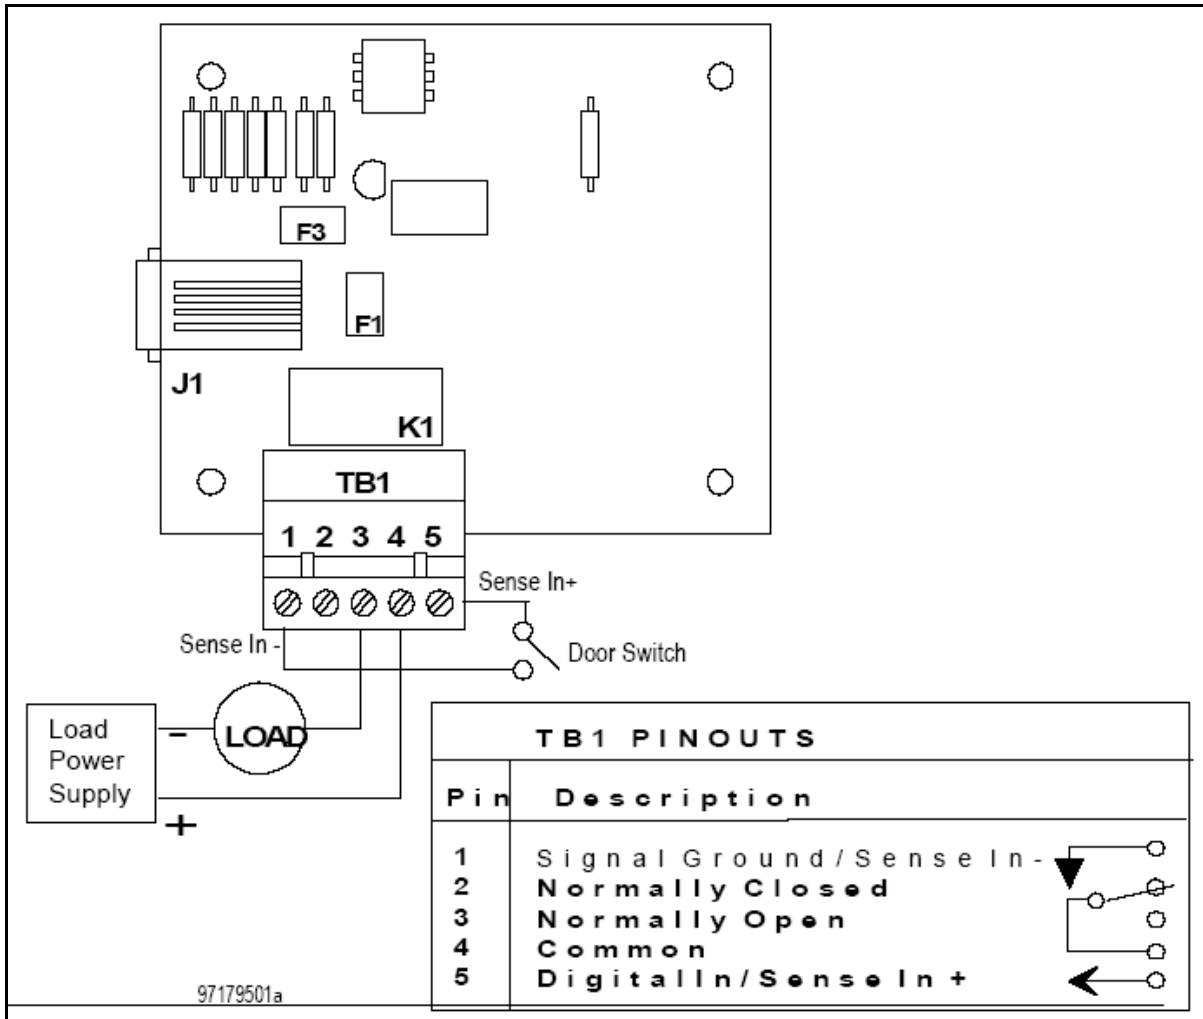 F3
F1
J1
K1
TB1
1 2 3 4 5
Sense In+
Sense In -
Door Switch
Load
Power
Supply
-
LOAD
+
TB1 PINOUTS
Pin Description
1 Signal Ground/Sense In-
2 Normally Closed
3 Normally Open
4 Common
5 Digital In/Sense In +
97179501a